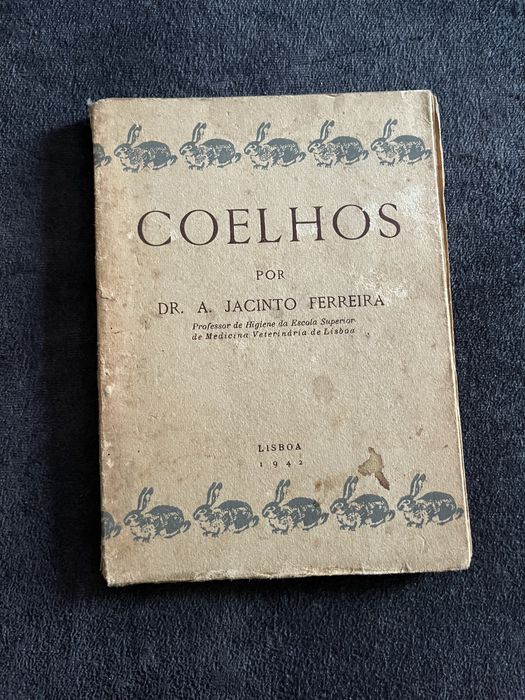 COELHOS
POR
DR. A. JACINTO FERREIRA
Professor de Higiene da Escola Superior
de Medicina Veterinária de Lisboa
LISBOA
1942